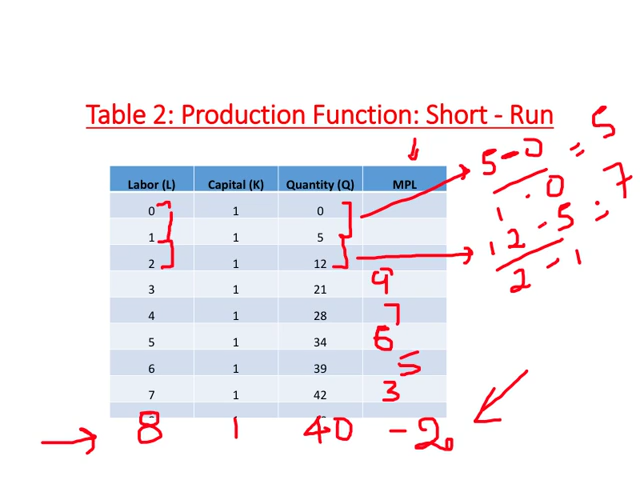 Table 2: Production Function: Short - Run
5 - 0 = 5
1 - 0
Labor (L) Capital (K) Quantity (Q) MPL
0 1 0
12 - 5 = 7
2 - 1
1 1 5
2 1 12
3 1 21 9
4 1 28 7
5 1 34 6
6 1 39 5
7 1 42 3
8 1 40 -2